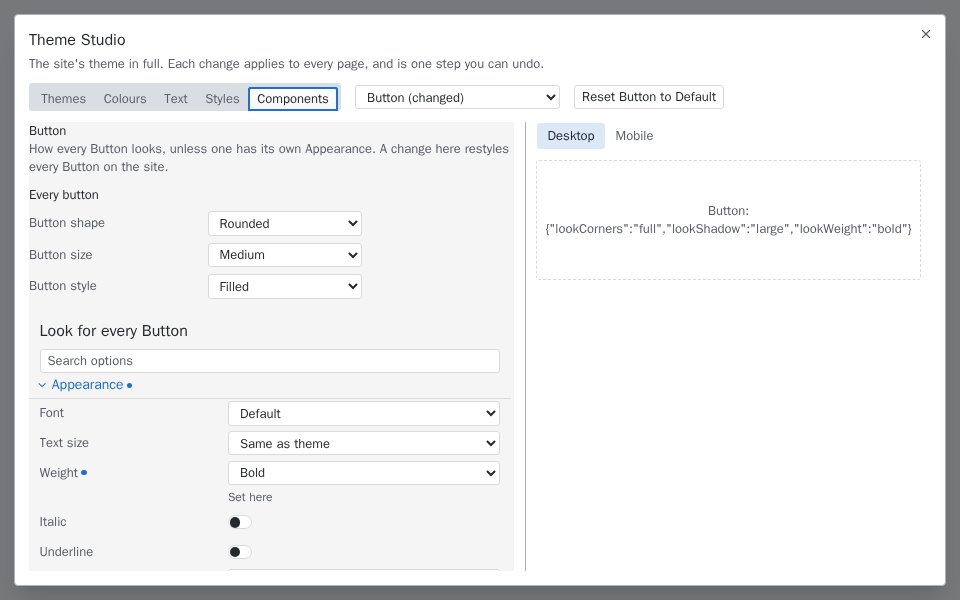 Theme Studio
×
The site's theme in full. Each change applies to every page, and is one step you can undo.
Themes Colours Text Styles Components Button (changed) Reset Button to Default
Button
How every Button looks, unless one has its own Appearance. A change here restyles
every Button on the site.
Every button
Button shape Rounded
Button size Medium
Button style Filled
Look for every Button
Search options
Appearance
Font Default
Text size Same as theme
Weight Bold
Set here
Italic
Underline
Desktop Mobile
Button:
{"lookCorners":"full","lookShadow":"large","lookWeight":"bold"}